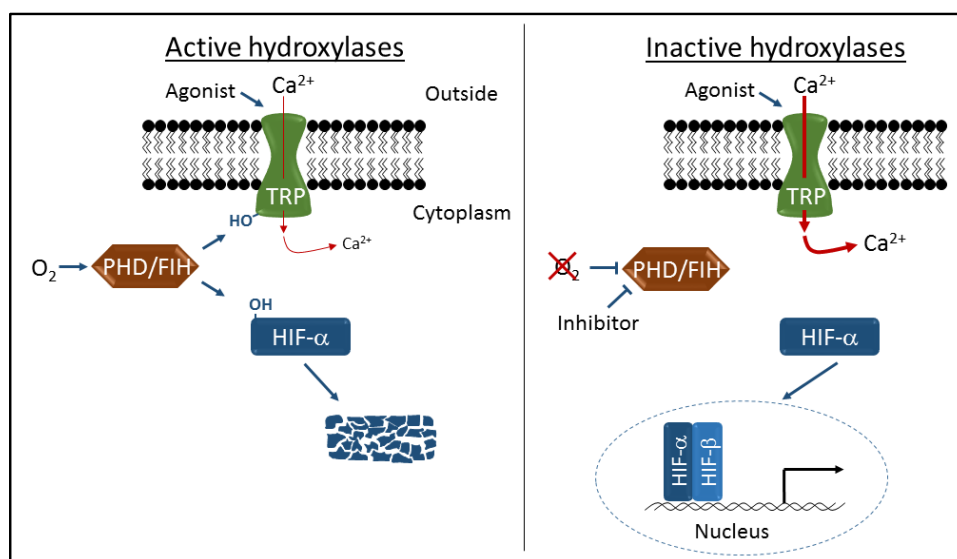 Active hydroxylases
Ca²⁺
Agonist
Outside
TRP
Cytoplasm
HO
Ca²⁺
O₂
PHD/FIH
OH
HIF-α
Inactive hydroxylases
Ca²⁺
Agonist
TRP
Ca²⁺
O₂
PHD/FIH
Inhibitor
HIF-α
HIF-α
HIF-β
Nucleus